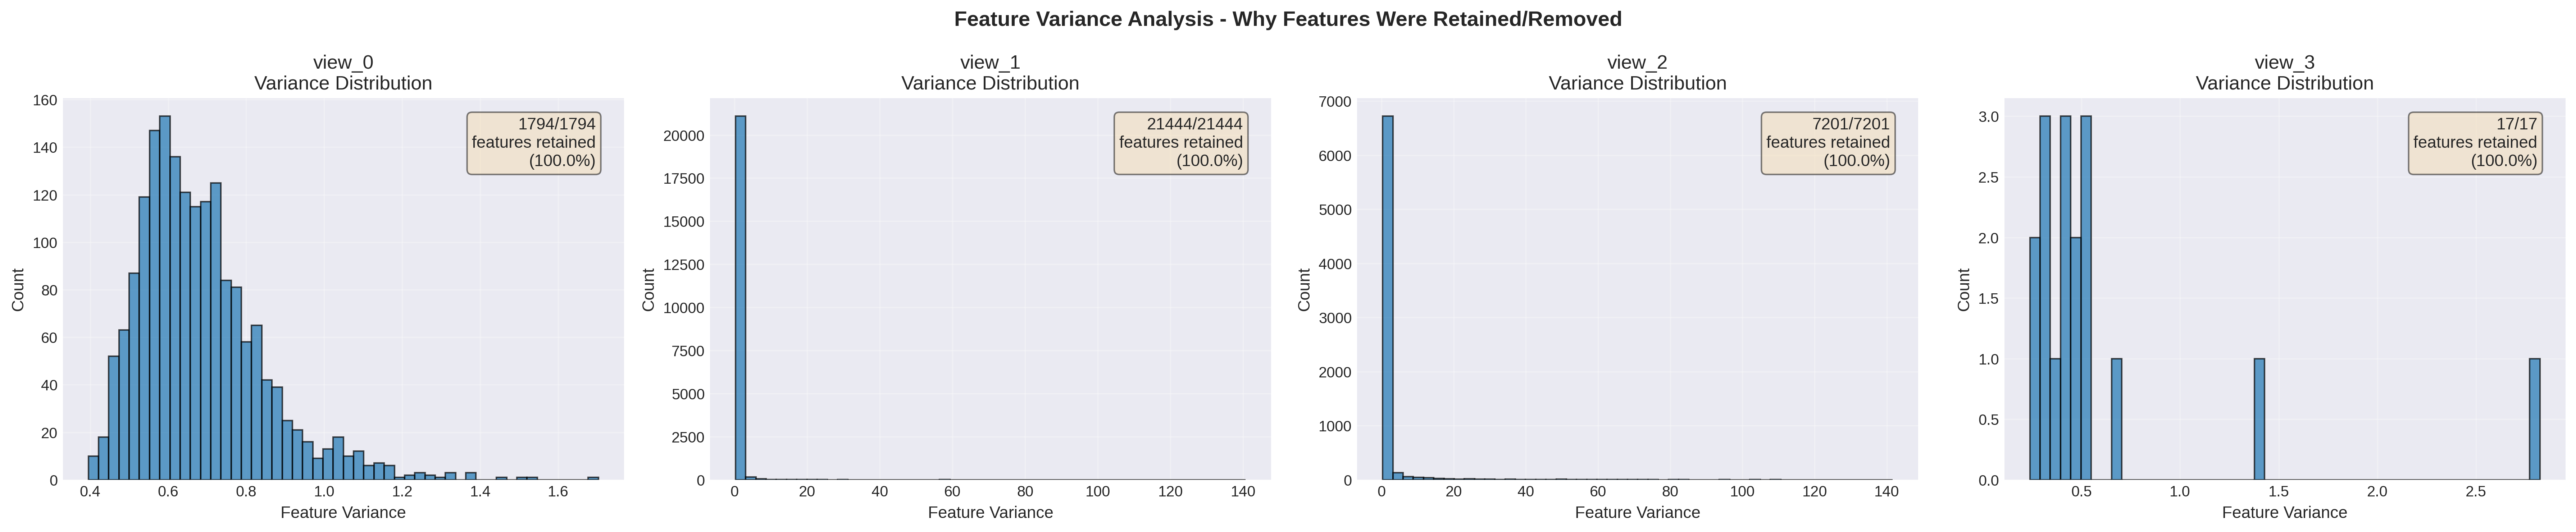 Feature Variance Analysis - Why Features Were Retained/Removed
view_0
Variance Distribution
1794/1794
features retained
(100.0%)
160
140
120
100
80
60
40
20
0
Count
0.4 0.6 0.8 1.0 1.2 1.4 1.6
Feature Variance
view_1
Variance Distribution
21444/21444
features retained
(100.0%)
20000
17500
15000
12500
10000
7500
5000
2500
0
Count
0 20 40 60 80 100 120 140
Feature Variance
view_2
Variance Distribution
7201/7201
features retained
(100.0%)
7000
6000
5000
4000
3000
2000
1000
0
Count
0 20 40 60 80 100 120 140
Feature Variance
view_3
Variance Distribution
17/17
features retained
(100.0%)
3.0
2.5
2.0
1.5
1.0
0.5
0.0
Count
0.5 1.0 1.5 2.0 2.5
Feature Variance